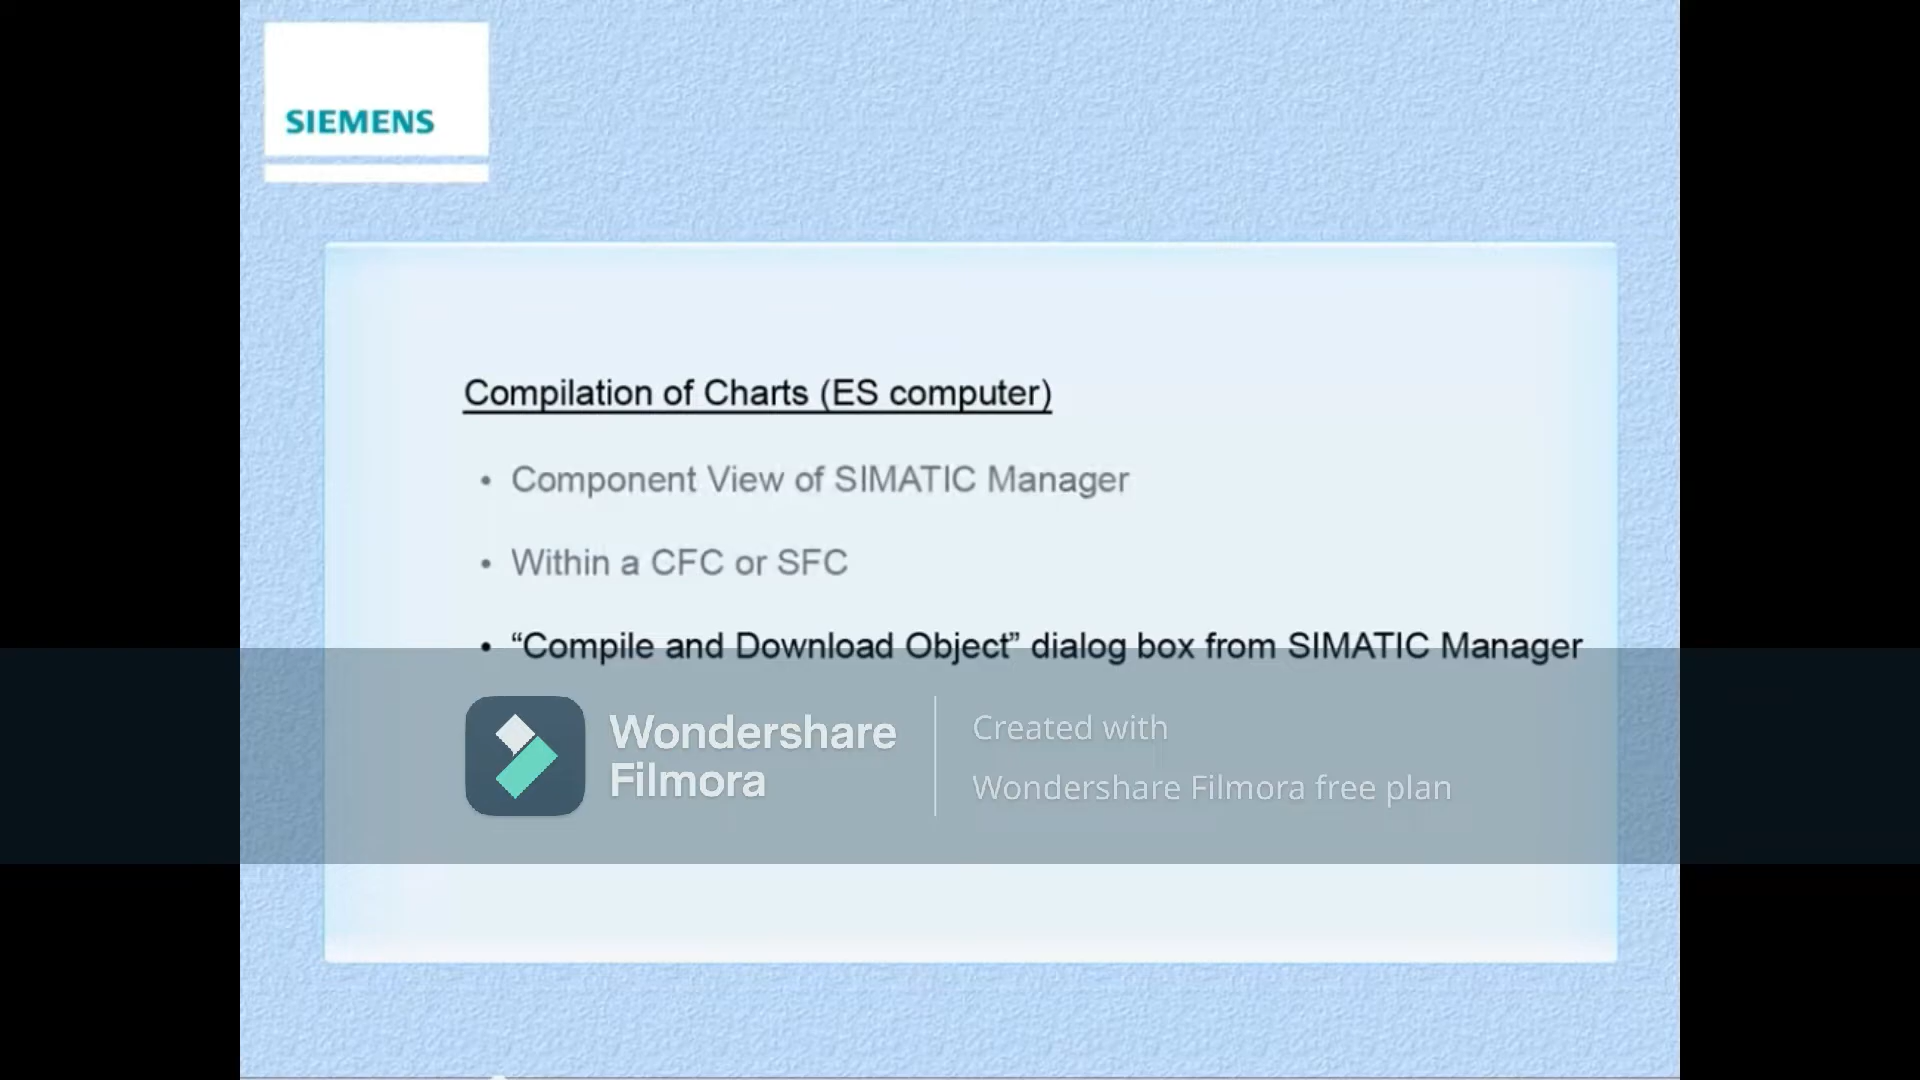 SIEMENS
Compilation of Charts (ES computer)
• Component View of SIMATIC Manager
• Within a CFC or SFC
• “Compile and Download Object” dialog box from SIMATIC Manager
Wondershare
Filmora
Created with
Wondershare Filmora free plan